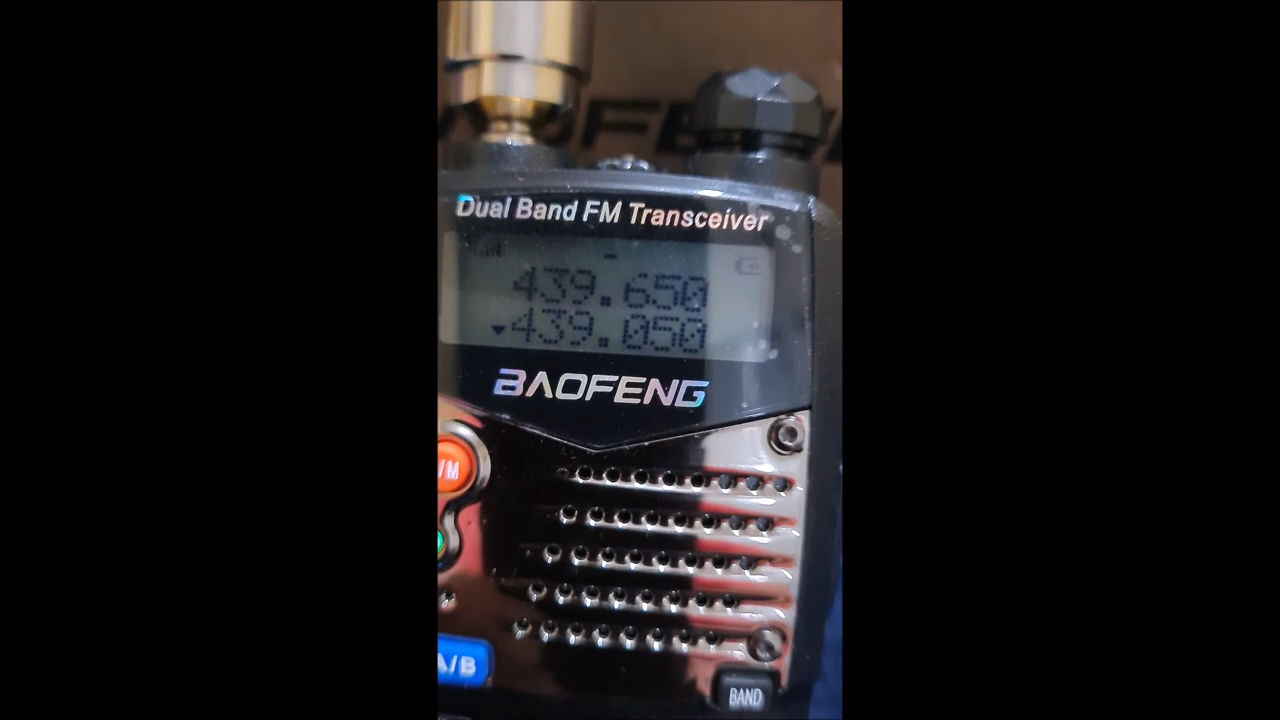 Dual Band FM Transceiver
439.650
439.050
BAOFENG
/M
A/B
BAND